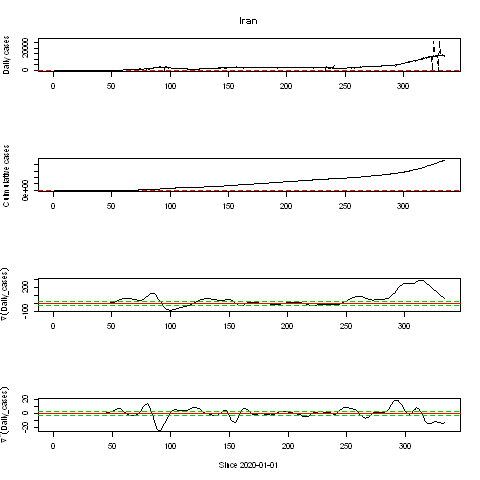 Iran
Daily cases
0 20000
0 50 100 150 200 250 300
Cumulative cases
0e+00
0 50 100 150 200 250 300
∇(Daily_cases)
-100 200
0 50 100 150 200 250 300
(Daily_cases)
-20 0 20
0 50 100 150 200 250 300
Since 2020-01-01